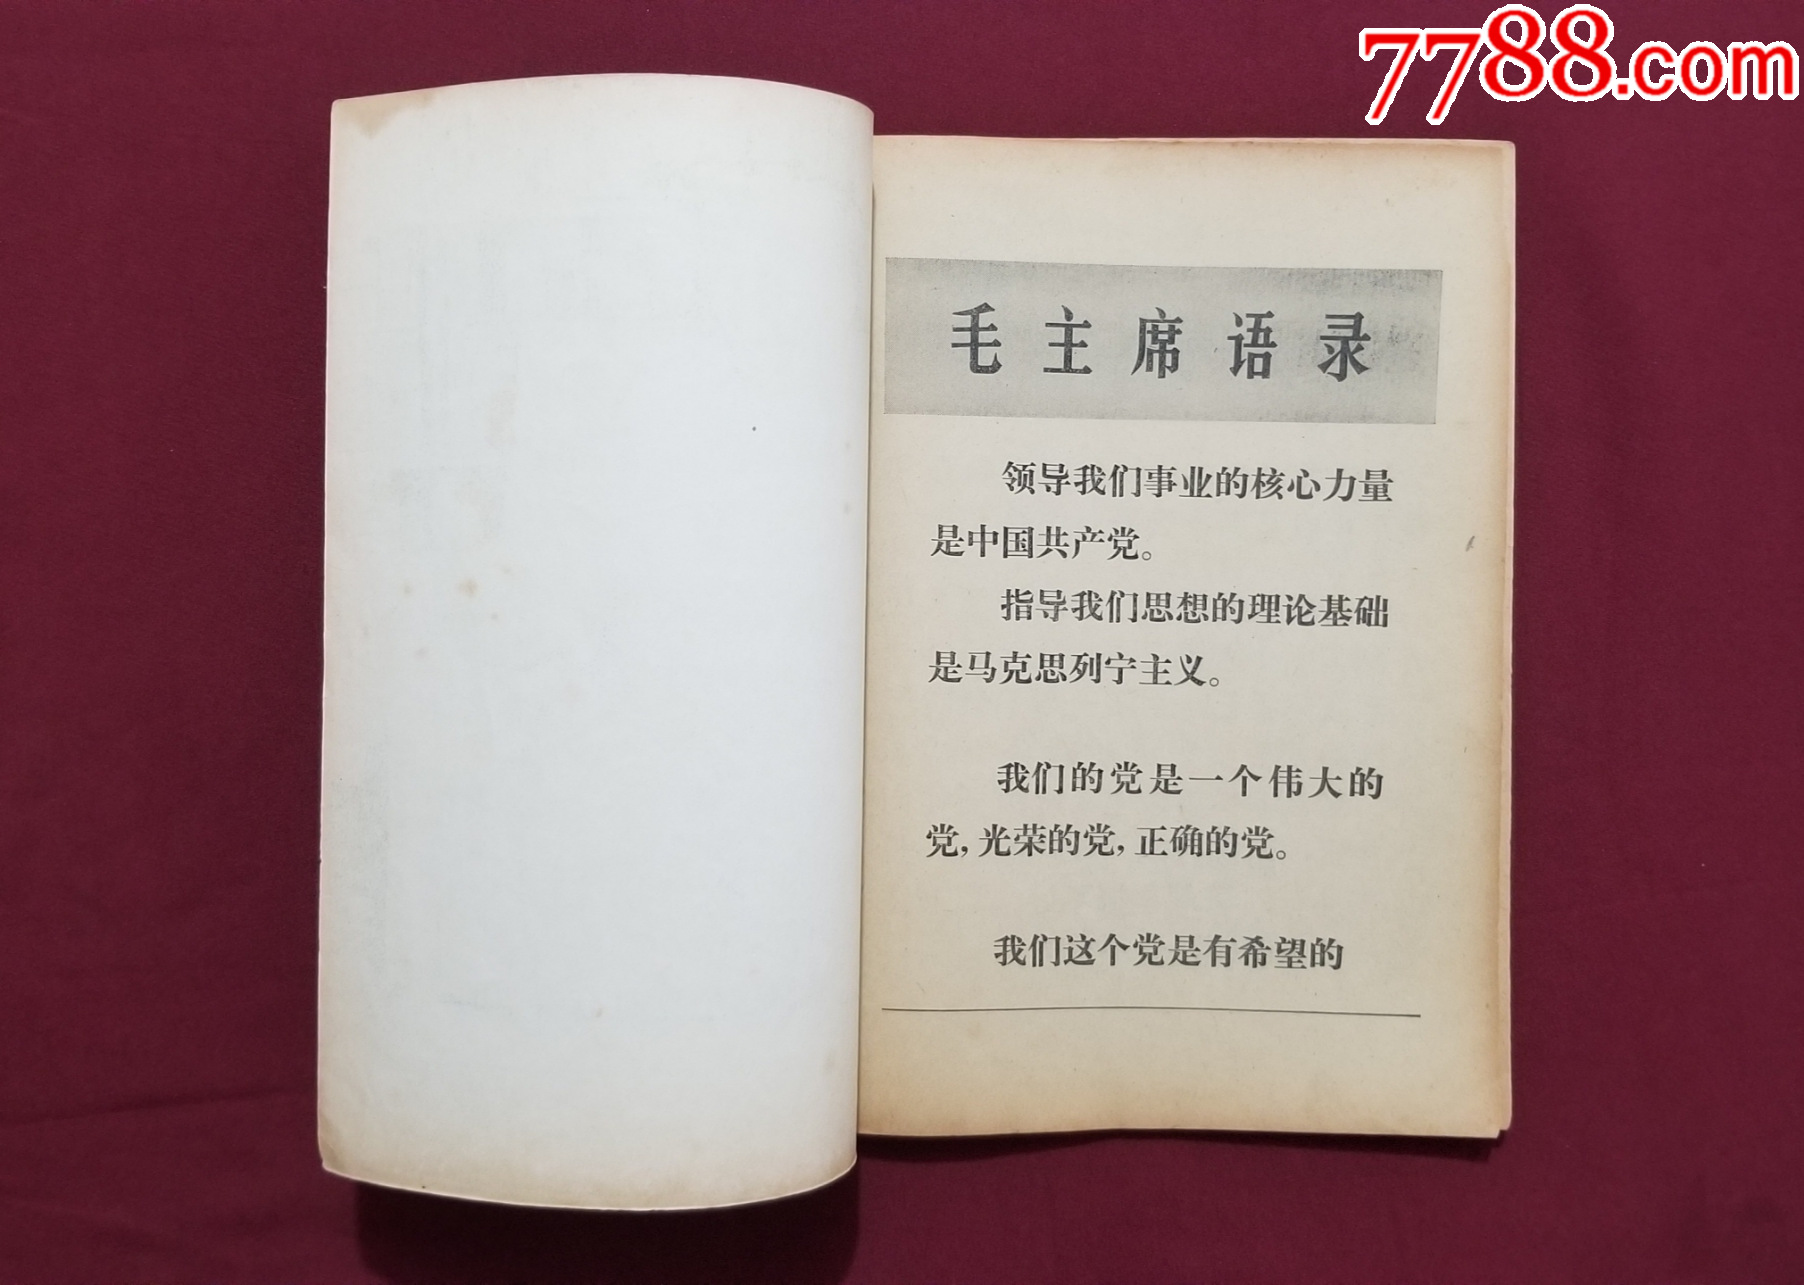 7788.com
毛主席语录
领导我们事业的核心力量
是中国共产党。
指导我们思想的理论基础
是马克思列宁主义。
我们的党是一个伟大的
党，光荣的党，正确的党。
我们这个党是有希望的